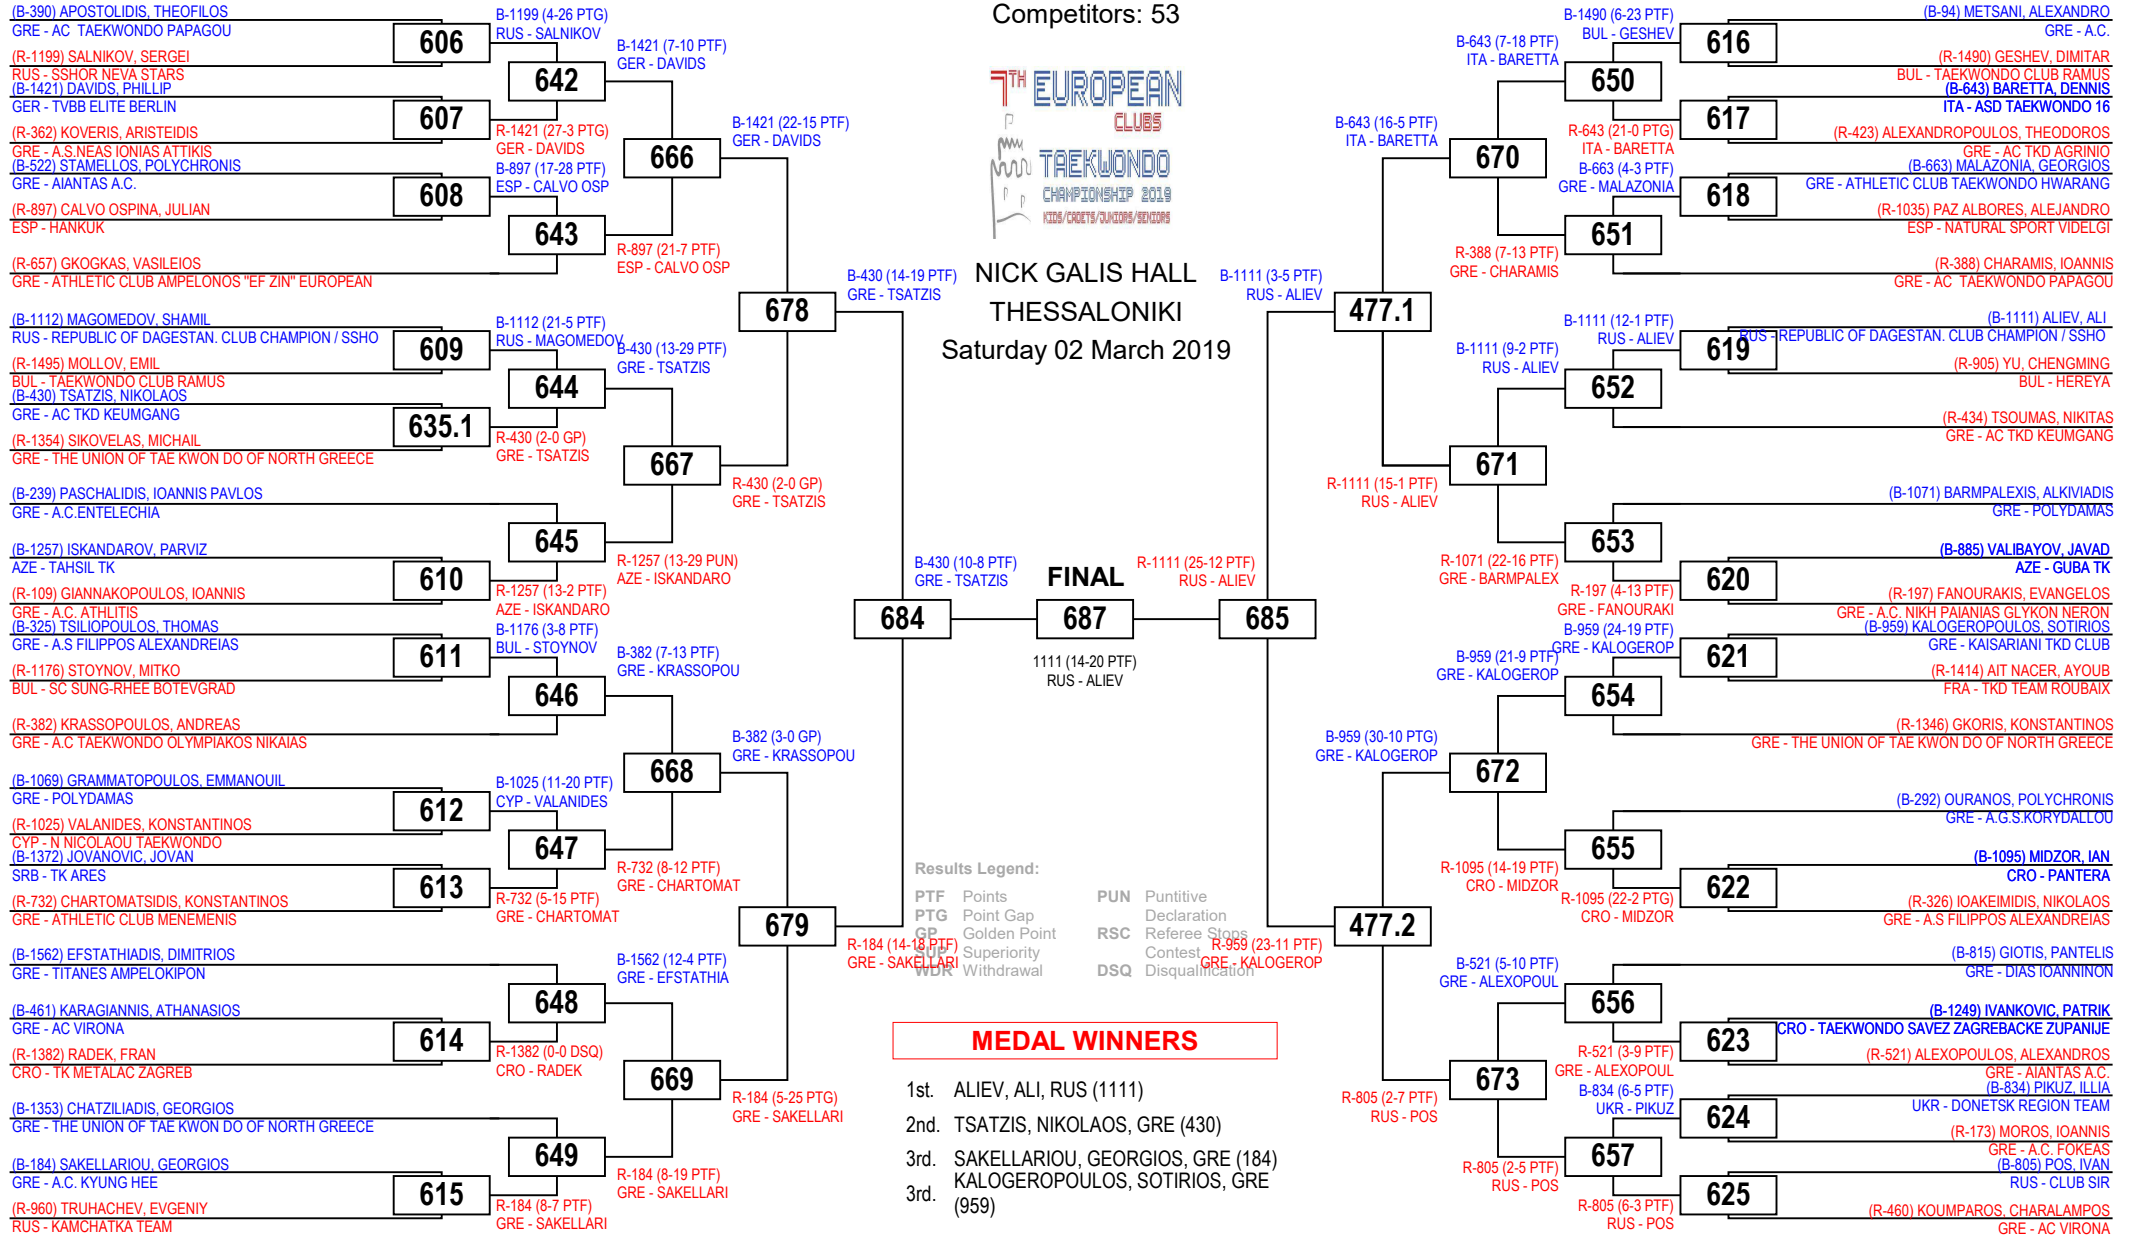 Competitors: 53
7TH EUROPEAN
CLUBS
TAEKWONDO
CHAMPIONSHIP 2019
KIDS/CADETS/JUNIORS/SENIORS
NICK GALIS HALL
THESSALONIKI
Saturday 02 March 2019
(B-390) APOSTOLIDIS, THEOFILOS
GRE - AC TAEKWONDO PAPAGOU
606
(R-1199) SALNIKOV, SERGEI
RUS - SSHOR NEVA STARS
(B-1421) DAVIDS, PHILLIP
GER - TVBB ELITE BERLIN
607
(R-362) KOVERIS, ARISTEIDIS
GRE - A.S.NEAS IONIAS ATTIKIS
(B-522) STAMELLOS, POLYCHRONIS
GRE - AIANTAS A.C.
608
(R-897) CALVO OSPINA, JULIAN
ESP - HANKUK
(R-657) GKOGKAS, VASILEIOS
GRE - ATHLETIC CLUB AMPELONOS "EF ZIN" EUROPEAN
(B-1112) MAGOMEDOV, SHAMIL
RUS - REPUBLIC OF DAGESTAN. CLUB CHAMPION / SSHO
609
(R-1495) MOLLOV, EMIL
BUL - TAEKWONDO CLUB RAMUS
(B-430) TSATZIS, NIKOLAOS
GRE - AC TKD KEUMGANG
635.1
(R-1354) SIKOVELAS, MICHAIL
GRE - THE UNION OF TAE KWON DO OF NORTH GREECE
(B-239) PASCHALIDIS, IOANNIS PAVLOS
GRE - A.C.ENTELECHIA
(B-1257) ISKANDAROV, PARVIZ
AZE - TAHSIL TK
610
(R-109) GIANNAKOPOULOS, IOANNIS
GRE - A.C. ATHLITIS
(B-325) TSILIOPOULOS, THOMAS
GRE - A.S FILIPPOS ALEXANDREIAS
611
(R-1176) STOYNOV, MITKO
BUL - SC SUNG-RHEE BOTEVGRAD
(R-382) KRASSOPOULOS, ANDREAS
GRE - A.C TAEKWONDO OLYMPIAKOS NIKAIAS
(B-1069) GRAMMATOPOULOS, EMMANOUIL
GRE - POLYDAMAS
612
(R-1025) VALANIDES, KONSTANTINOS
CYP - N NICOLAOU TAEKWONDO
(B-1372) JOVANOVIC, JOVAN
SRB - TK ARES
613
(R-732) CHARTOMATSIDIS, KONSTANTINOS
GRE - ATHLETIC CLUB MENEMENIS
(B-1562) EFSTATHIADIS, DIMITRIOS
GRE - TITANES AMPELOKIPON
(B-461) KARAGIANNIS, ATHANASIOS
GRE - AC VIRONA
614
(R-1382) RADEK, FRAN
CRO - TK METALAC ZAGREB
(B-1353) CHATZILIADIS, GEORGIOS
GRE - THE UNION OF TAE KWON DO OF NORTH GREECE
(B-184) SAKELLARIOU, GEORGIOS
GRE - A.C. KYUNG HEE
615
(R-960) TRUHACHEV, EVGENIY
RUS - KAMCHATKA TEAM
B-1199 (4-26 PTG)
RUS - SALNIKOV
642
R-1421 (27-3 PTG)
GER - DAVIDS
B-897 (17-28 PTF)
ESP - CALVO OSP
643
B-1112 (21-5 PTF)
RUS - MAGOMEDOV
644
R-430 (2-0 GP)
GRE - TSATZIS
645
R-1257 (13-2 PTF)
AZE - ISKANDARO
B-1176 (3-8 PTF)
BUL - STOYNOV
646
B-1025 (11-20 PTF)
CYP - VALANIDES
647
R-732 (5-15 PTF)
GRE - CHARTOMAT
648
R-1382 (0-0 DSQ)
CRO - RADEK
649
R-184 (8-7 PTF)
GRE - SAKELLARI
B-1421 (7-10 PTF)
GER - DAVIDS
666
R-897 (21-7 PTF)
ESP - CALVO OSP
B-430 (13-29 PTF)
GRE - TSATZIS
667
R-1257 (13-29 PUN)
AZE - ISKANDARO
B-382 (7-13 PTF)
GRE - KRASSOPOU
668
R-732 (8-12 PTF)
GRE - CHARTOMAT
B-1562 (12-4 PTF)
GRE - EFSTATHIA
669
R-184 (8-19 PTF)
GRE - SAKELLARI
B-1421 (22-15 PTF)
GER - DAVIDS
678
R-430 (2-0 GP)
GRE - TSATZIS
B-382 (3-0 GP)
GRE - KRASSOPOU
679
R-184 (5-25 PTG)
GRE - SAKELLARI
B-430 (14-19 PTF)
GRE - TSATZIS
684
R-184 (14-18 PTF)
GRE - SAKELLARI
B-430 (10-8 PTF)
GRE - TSATZIS
FINAL
687
1111 (14-20 PTF)
RUS - ALIEV
R-1111 (25-12 PTF)
RUS - ALIEV
685
B-1111 (3-5 PTF)
RUS - ALIEV
R-959 (23-11 PTF)
GRE - KALOGEROP
B-643 (16-5 PTF)
ITA - BARETTA
477.1
R-1111 (15-1 PTF)
RUS - ALIEV
B-959 (30-10 PTG)
GRE - KALOGEROP
477.2
R-805 (2-7 PTF)
RUS - POS
B-643 (7-18 PTF)
ITA - BARETTA
670
R-388 (7-13 PTF)
GRE - CHARAMIS
B-1111 (9-2 PTF)
RUS - ALIEV
671
R-1071 (22-16 PTF)
GRE - BARMPALEX
B-959 (21-9 PTF)
GRE - KALOGEROP
672
R-1095 (14-19 PTF)
CRO - MIDZOR
B-521 (5-10 PTF)
GRE - ALEXOPOUL
673
R-805 (2-5 PTF)
RUS - POS
B-1490 (6-23 PTF)
BUL - GESHEV
650
R-643 (21-0 PTG)
ITA - BARETTA
B-663 (4-3 PTF)
GRE - MALAZONIA
651
B-1111 (12-1 PTF)
RUS - ALIEV
652
653
R-197 (4-13 PTF)
GRE - FANOURAKI
B-959 (24-19 PTF)
GRE - KALOGEROP
654
655
R-1095 (22-2 PTG)
CRO - MIDZOR
656
R-521 (3-9 PTF)
GRE - ALEXOPOUL
B-834 (6-5 PTF)
UKR - PIKUZ
657
R-805 (6-3 PTF)
RUS - POS
(B-94) METSANI, ALEXANDRO
GRE - A.C.
616
(R-1490) GESHEV, DIMITAR
BUL - TAEKWONDO CLUB RAMUS
(B-643) BARETTA, DENNIS
ITA - ASD TAEKWONDO 16
617
(R-423) ALEXANDROPOULOS, THEODOROS
GRE - AC TKD AGRINIO
(B-663) MALAZONIA, GEORGIOS
GRE - ATHLETIC CLUB TAEKWONDO HWARANG
618
(R-1035) PAZ ALBORES, ALEJANDRO
ESP - NATURAL SPORT VIDELGI
(R-388) CHARAMIS, IOANNIS
GRE - AC TAEKWONDO PAPAGOU
(B-1111) ALIEV, ALI
RUS - REPUBLIC OF DAGESTAN. CLUB CHAMPION / SSHO
619
(R-905) YU, CHENGMING
BUL - HEREYA
(R-434) TSOUMAS, NIKITAS
GRE - AC TKD KEUMGANG
(B-1071) BARMPALEXIS, ALKIVIADIS
GRE - POLYDAMAS
(B-885) VALIBAYOV, JAVAD
AZE - GUBA TK
620
(R-197) FANOURAKIS, EVANGELOS
GRE - A.C. NIKH PAIANIAS GLYKON NERON
(B-959) KALOGEROPOULOS, SOTIRIOS
GRE - KAISARIANI TKD CLUB
621
(R-1414) AIT NACER, AYOUB
FRA - TKD TEAM ROUBAIX
(R-1346) GKORIS, KONSTANTINOS
GRE - THE UNION OF TAE KWON DO OF NORTH GREECE
(B-292) OURANOS, POLYCHRONIS
GRE - A.G.S.KORYDALLOU
(B-1095) MIDZOR, IAN
CRO - PANTERA
622
(R-326) IOAKEIMIDIS, NIKOLAOS
GRE - A.S FILIPPOS ALEXANDREIAS
(B-815) GIOTIS, PANTELIS
GRE - DIAS IOANNINON
(B-1249) IVANKOVIC, PATRIK
CRO - TAEKWONDO SAVEZ ZAGREBACKE ZUPANIJE
623
(R-521) ALEXOPOULOS, ALEXANDROS
GRE - AIANTAS A.C.
(B-834) PIKUZ, ILLIA
UKR - DONETSK REGION TEAM
624
(R-173) MOROS, IOANNIS
GRE - A.C. FOKEAS
(B-805) POS, IVAN
RUS - CLUB SIR
625
(R-460) KOUMPAROS, CHARALAMPOS
GRE - AC VIRONA
Results Legend:
PTF Points
PTG Point Gap
GP Golden Point
SUP Superiority
WDR Withdrawal
PUN Puntitive
Declaration
RSC Referee Stops
Contest
DSQ Disqualification
MEDAL WINNERS
1st. ALIEV, ALI, RUS (1111)
2nd. TSATZIS, NIKOLAOS, GRE (430)
3rd. SAKELLARIOU, GEORGIOS, GRE (184)
3rd. KALOGEROPOULOS, SOTIRIOS, GRE
(959)